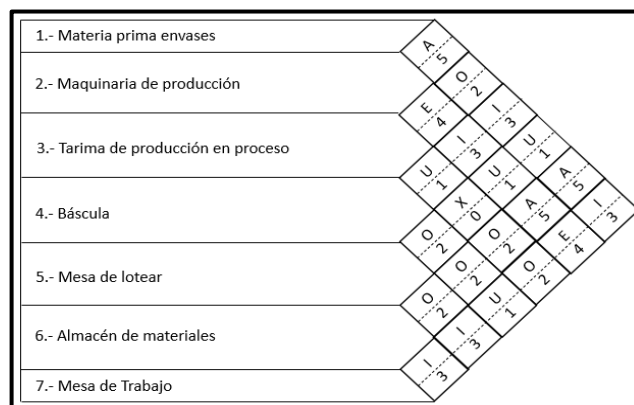 1.- Materia prima envases
2.- Maquinaria de producción
3.- Tarima de producción en proceso
4.- Báscula
5.- Mesa de lotear
6.- Almacén de materiales
7.- Mesa de Trabajo
A
5
O
2
I
3
U
1
A
5
I
3
E
4
I
3
U
1
A
5
E
4
U
1
X
0
O
2
O
2
O
2
O
2
U
1
O
2
I
3
I
3